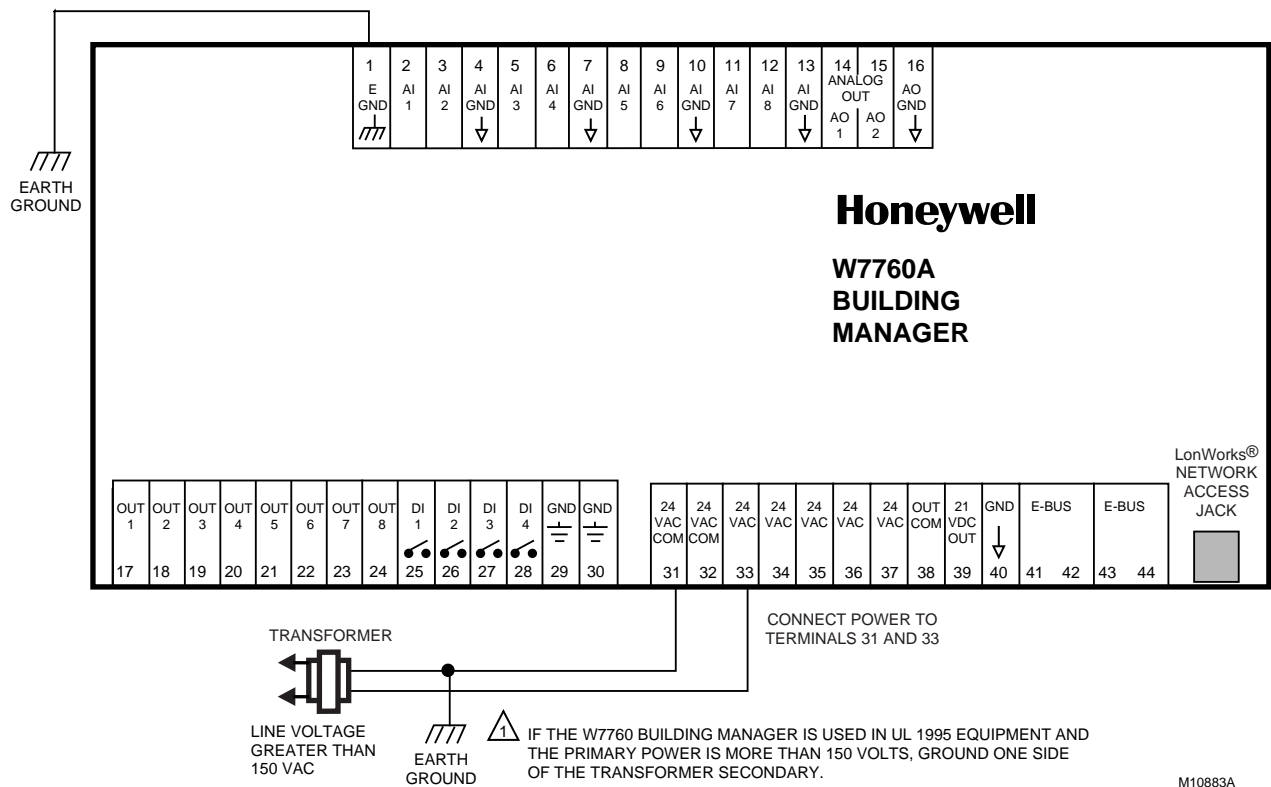 1 2 3 4 5 6 7 8 9 10 11 12 13 14 15 16
E GND
AI 1
AI 2
AI GND
AI 3
AI 4
AI GND
AI 5
AI 6
AI GND
AI 7
AI 8
AI GND
ANALOG OUT
AO 1
AO 2
AO GND
EARTH
GROUND
Honeywell
W7760A
BUILDING
MANAGER
LonWorks®
NETWORK
ACCESS
JACK
OUT 1
OUT 2
OUT 3
OUT 4
OUT 5
OUT 6
OUT 7
OUT 8
DI 1
DI 2
DI 3
DI 4
GND
GND
17 18 19 20 21 22 23 24 25 26 27 28 29 30
24 VAC COM
24 VAC COM
24 VAC
24 VAC
24 VAC
24 VAC
24 VAC
OUT COM
21 VDC OUT
GND
E-BUS
E-BUS
31 32 33 34 35 36 37 38 39 40 41 42 43 44
TRANSFORMER
CONNECT POWER TO
TERMINALS 31 AND 33
LINE VOLTAGE
GREATER THAN
150 VAC
EARTH
GROUND
1 IF THE W7760 BUILDING MANAGER IS USED IN UL 1995 EQUIPMENT AND
THE PRIMARY POWER IS MORE THAN 150 VOLTS, GROUND ONE SIDE
OF THE TRANSFORMER SECONDARY.
M10883A